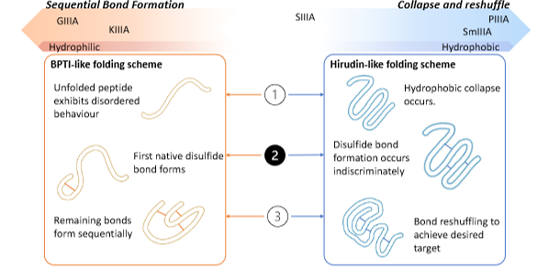 Sequential Bond Formation
Collapse and reshuffle
GIIIA
KIIIA
SIIIA
PIIIA
SmIIIA
Hydrophilic
Hydrophobic
BPTI-like folding scheme
Unfolded peptide
exhibits disordered
behaviour
First native disulfide
bond forms
Remaining bonds
form sequentially
1
2
3
Hirudin-like folding scheme
Hydrophobic collapse
occurs.
Disulfide bond
formation occurs
indiscriminately
Bond reshuffling to
achieve desired
target